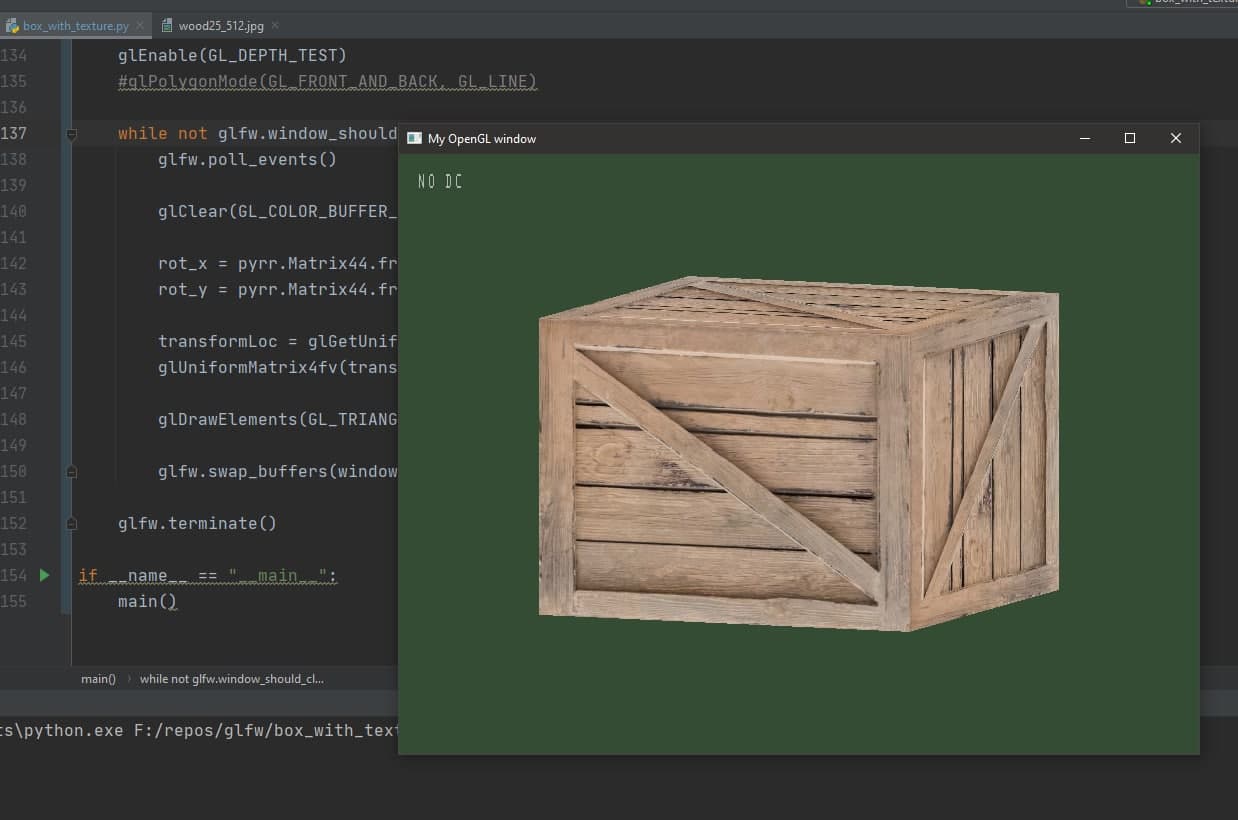 box_with_texture.py
wood25_512.jpg
134 glEnable(GL_DEPTH_TEST)
135 #glPolygonMode(GL_FRONT_AND_BACK, GL_LINE)
136
137 while not glfw.window_should
138 glfw.poll_events()
139
140 glClear(GL_COLOR_BUFFER_
141
142 rot_x = pyrr.Matrix44.fr
143 rot_y = pyrr.Matrix44.fr
144
145 transformLoc = glGetUnif
146 glUniformMatrix4fv(trans
147
148 glDrawElements(GL_TRIANG
149
150 glfw.swap_buffers(window
151
152 glfw.terminate()
153
154 if __name__ == "__main__":
155 main()
main() › while not glfw.window_should_cl...
ts\python.exe F:/repos/glfw/box_with_text
My OpenGL window
NO DC